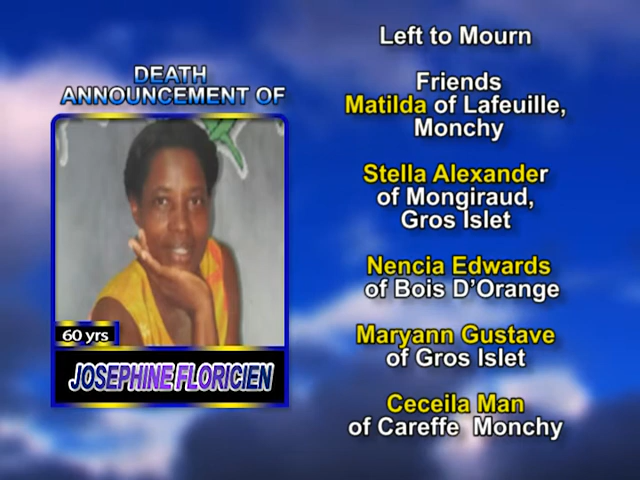 DEATH
ANNOUNCEMENT OF
60 yrs
JOSEPHINE FLORICIEN
Left to Mourn
Friends
Matilda of Lafeuille,
Monchy
Stella Alexander
of Mongiraud,
Gros Islet
Nencia Edwards
of Bois D'Orange
Maryann Gustave
of Gros Islet
Ceceila Man
of Careffe Monchy